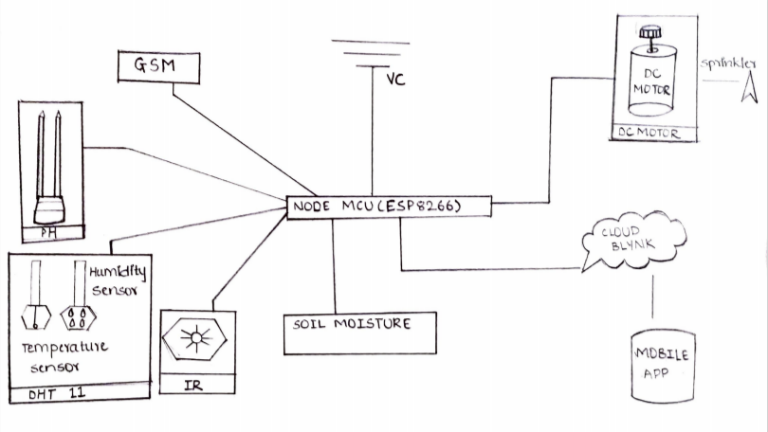 GSM
VC
DC
MOTOR
DC MOTOR
sprinkler
PH
NODE MCU(ESP8266)
CLOUD
BLYNK
Humidity
sensor
Temperature
sensor
DHT 11
IR
SOIL MOISTURE
MOBILE
APP